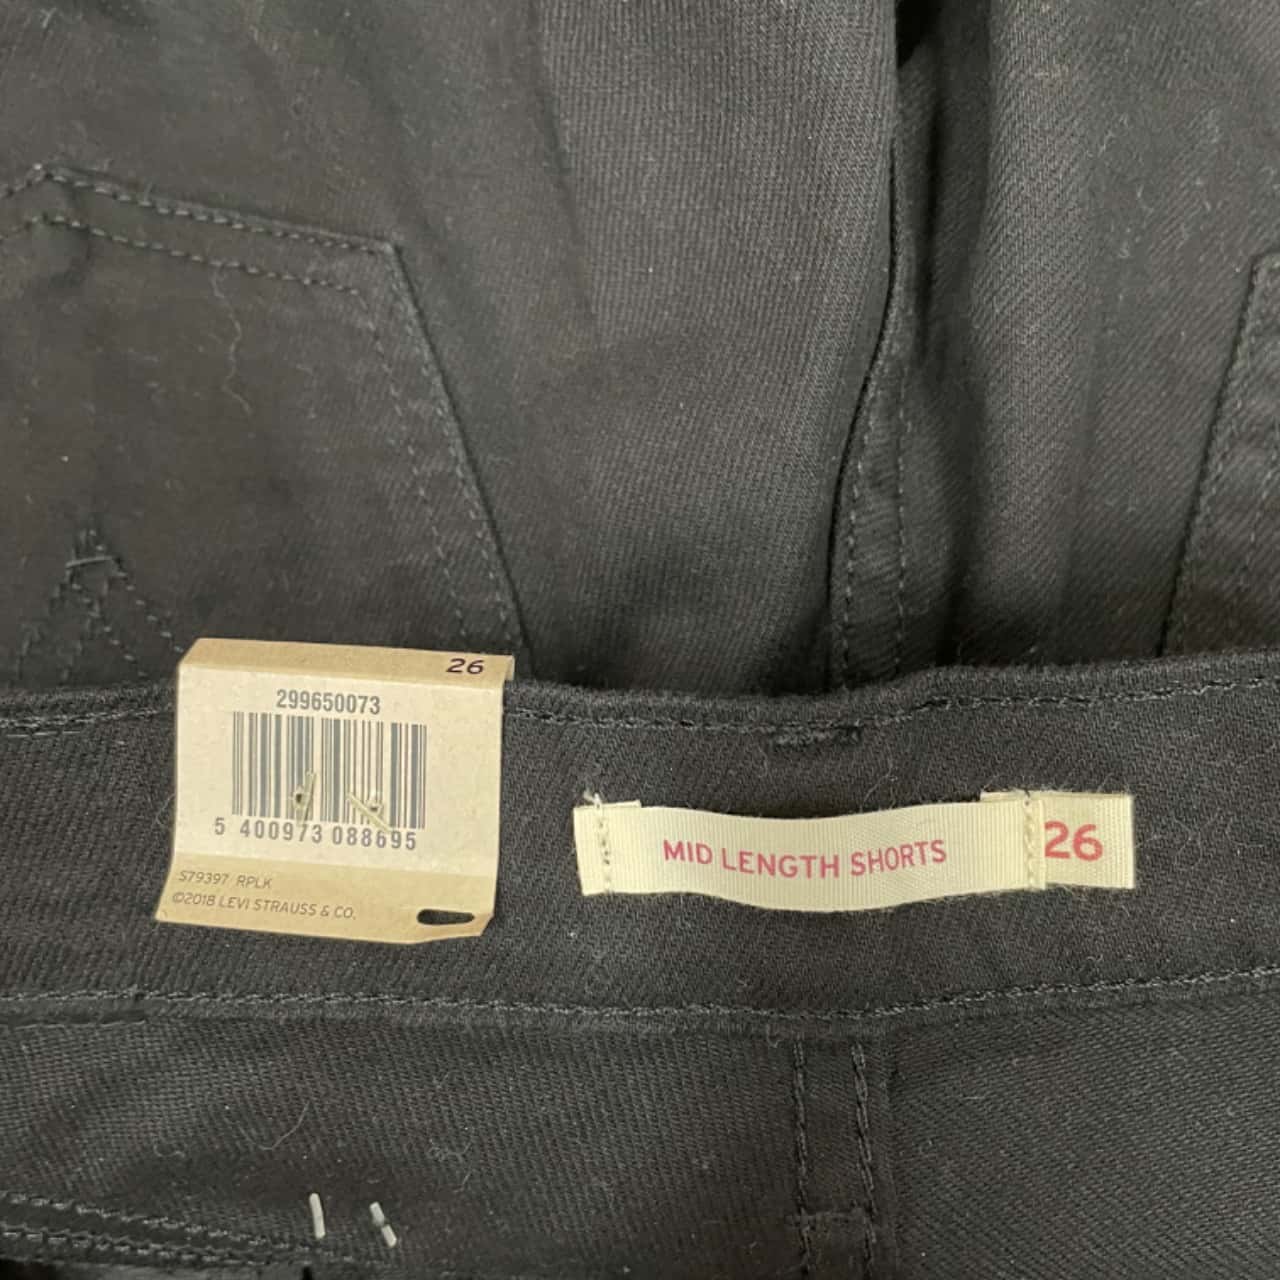 26
299650073
5 400973 088695
S79397 RPLK
©2018 LEVI STRAUSS & CO.
MID LENGTH SHORTS 26